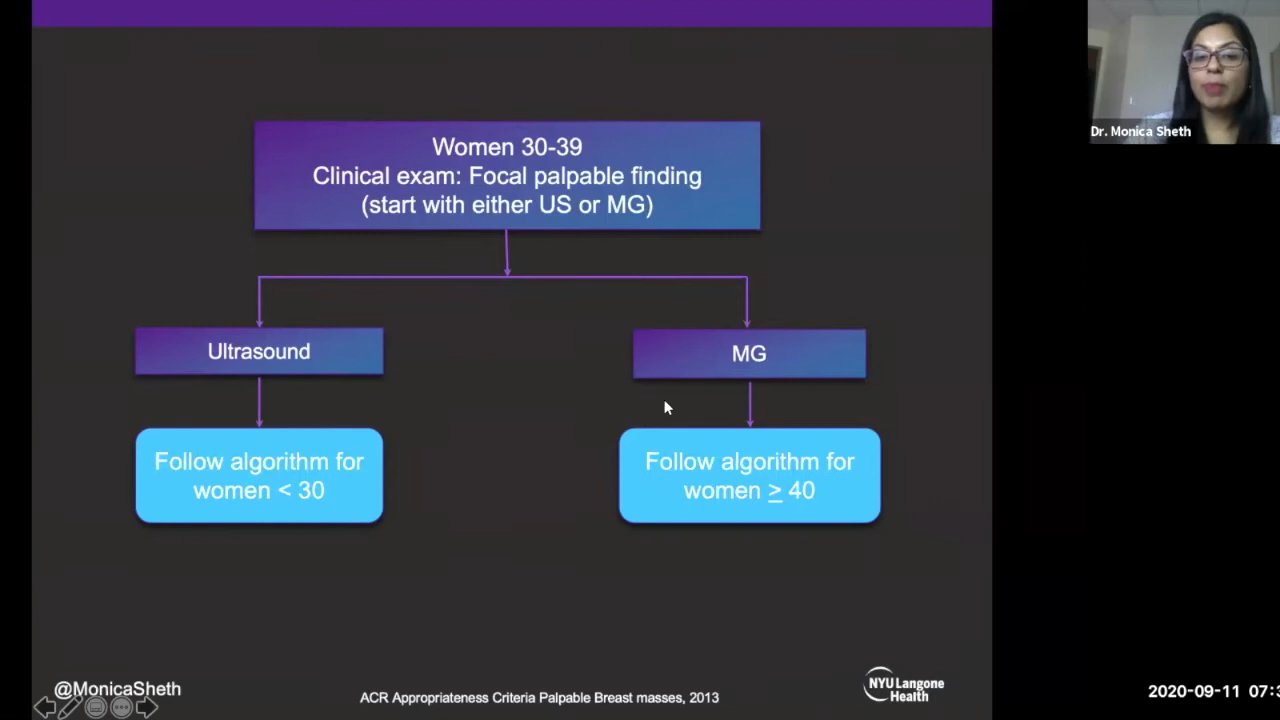 Women 30-39
Clinical exam: Focal palpable finding
(start with either US or MG)
Ultrasound
MG
Follow algorithm for
women < 30
Follow algorithm for
women ≥ 40
@MonicaSheth
ACR Appropriateness Criteria Palpable Breast masses, 2013
NYU Langone
Health
Dr. Monica Sheth
2020-09-11 07:3